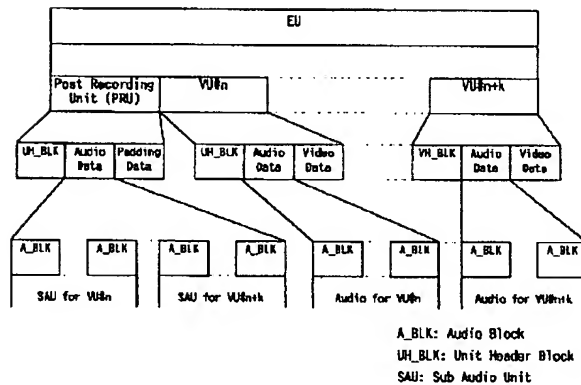 EU
Post Recording Unit (PRU)
VU#n
VU#n+k
UH_BLK
Audio Data
Padding Data
UH_BLK
Audio Data
Video Data
VH_BLK
Audio Data
Video Data
A_BLK
A_BLK
A_BLK
A_BLK
A_BLK
A_BLK
A_BLK
A_BLK
SAU for VU#n
SAU for VU#n+k
Audio for VU#n
Audio for VU#n+k
A_BLK: Audio Block
UH_BLK: Unit Header Block
SAU: Sub Audio Unit